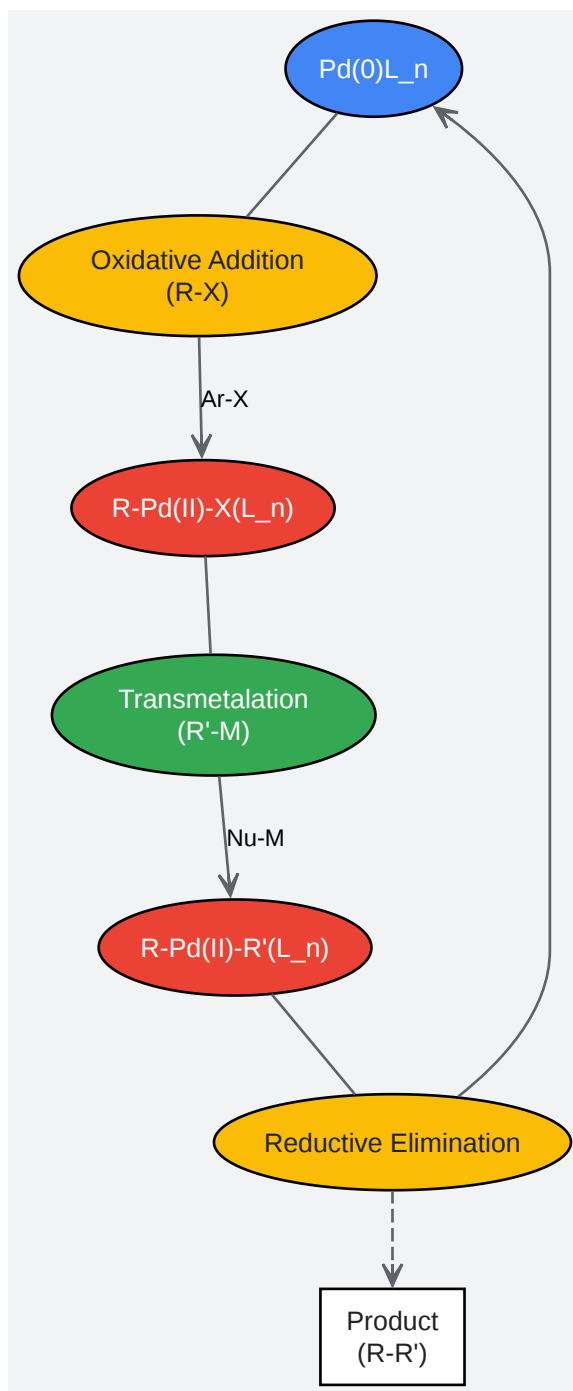 Pd(0)L_n
Oxidative Addition
(R-X)
Ar-X
R-Pd(II)-X(L_n)
Transmetalation
(R'-M)
Nu-M
R-Pd(II)-R'(L_n)
Reductive Elimination
Product
(R-R')